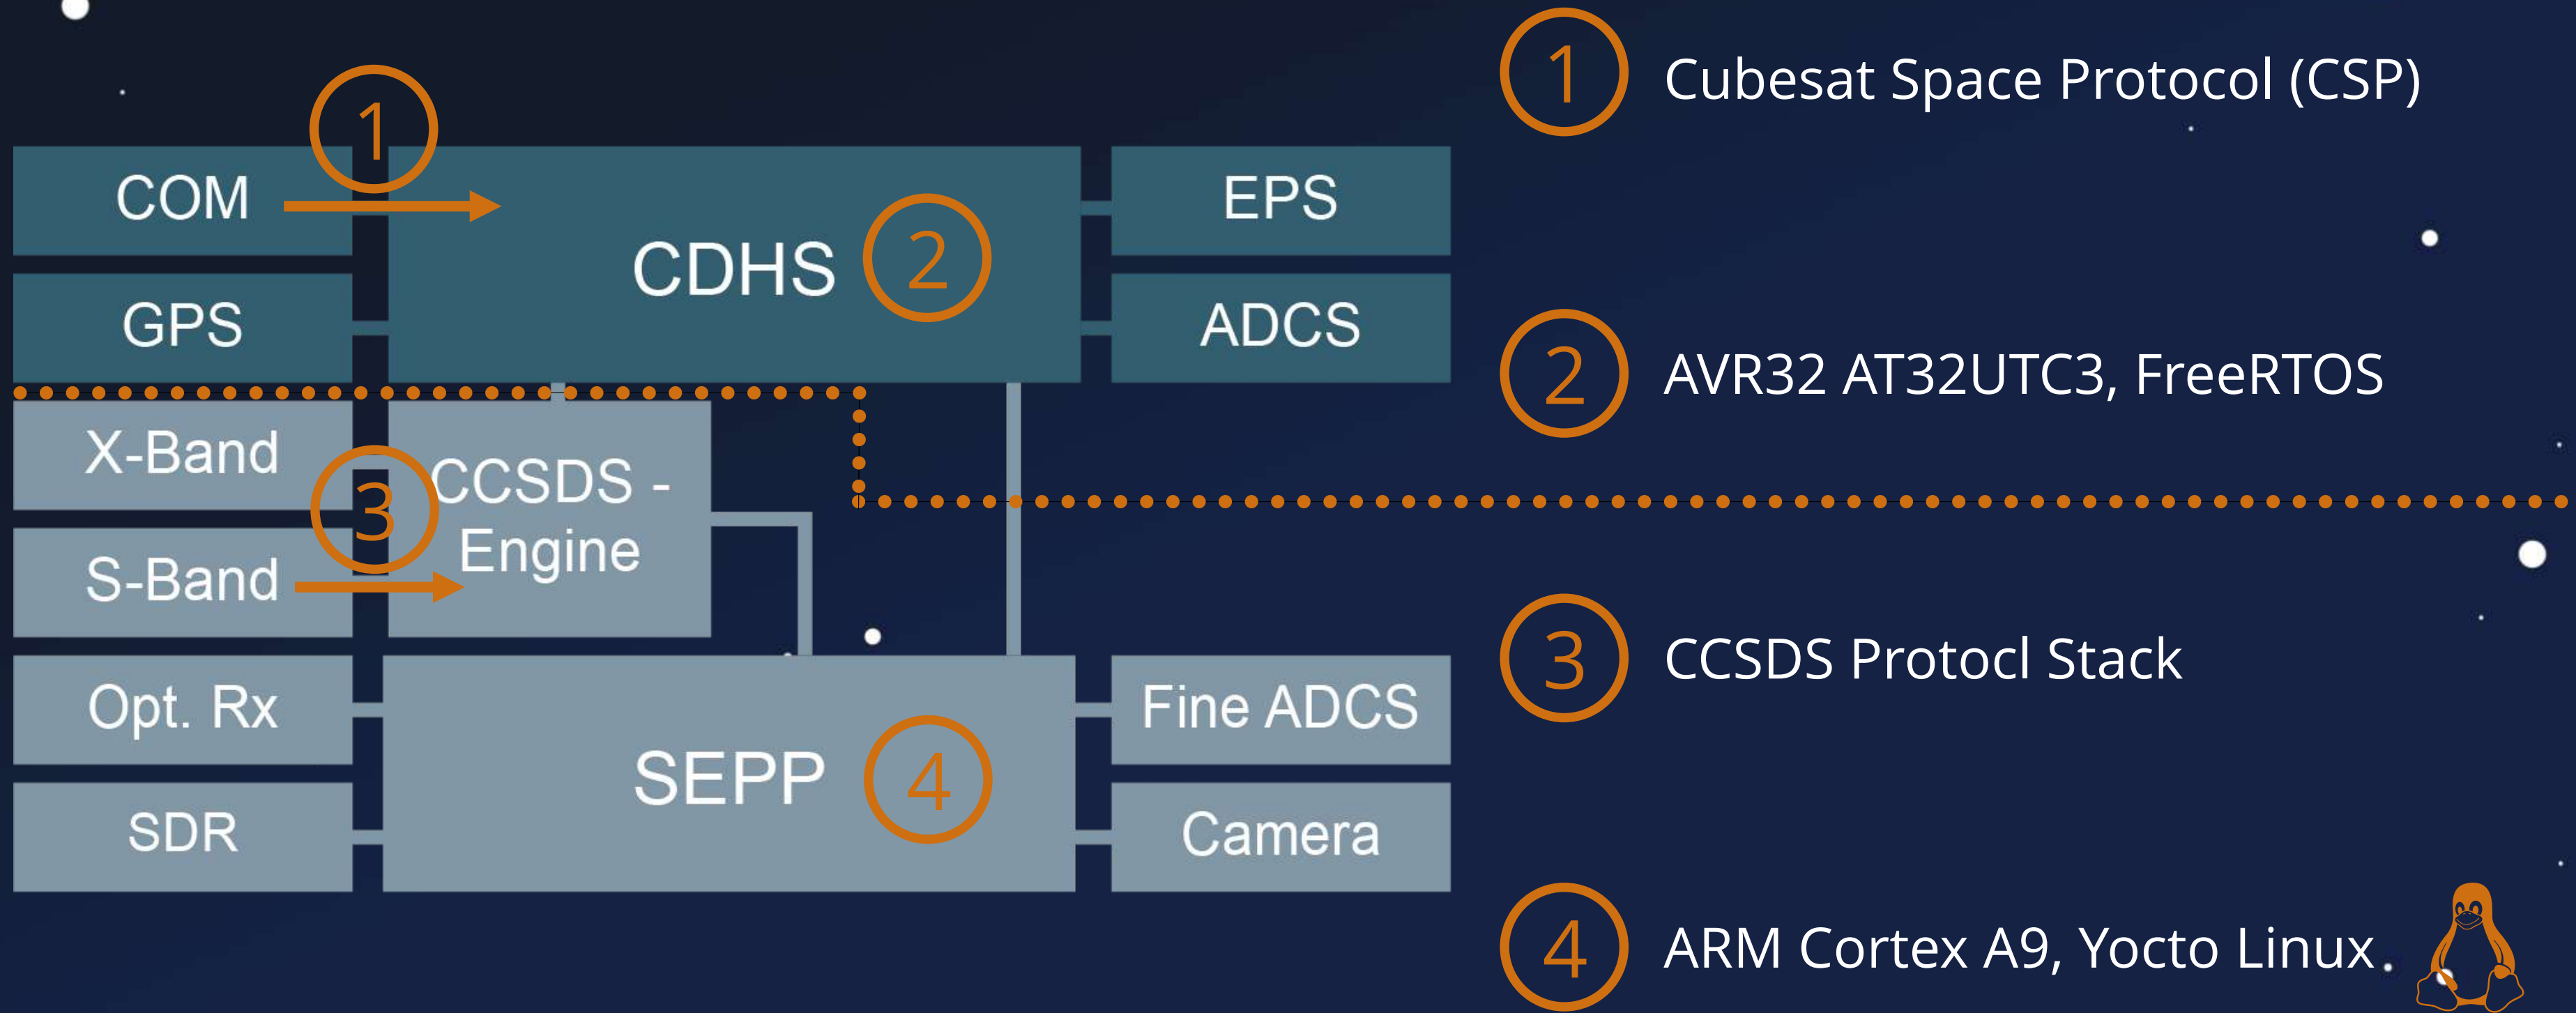 1
COM
CDHS
2
EPS
GPS
ADCS
X-Band
3
CCSDS -
Engine
S-Band
Opt. Rx
SEPP
4
Fine ADCS
SDR
Camera
1
Cubesat Space Protocol (CSP)
2
AVR32 AT32UTC3, FreeRTOS
3
CCSDS Protocl Stack
4
ARM Cortex A9, Yocto Linux